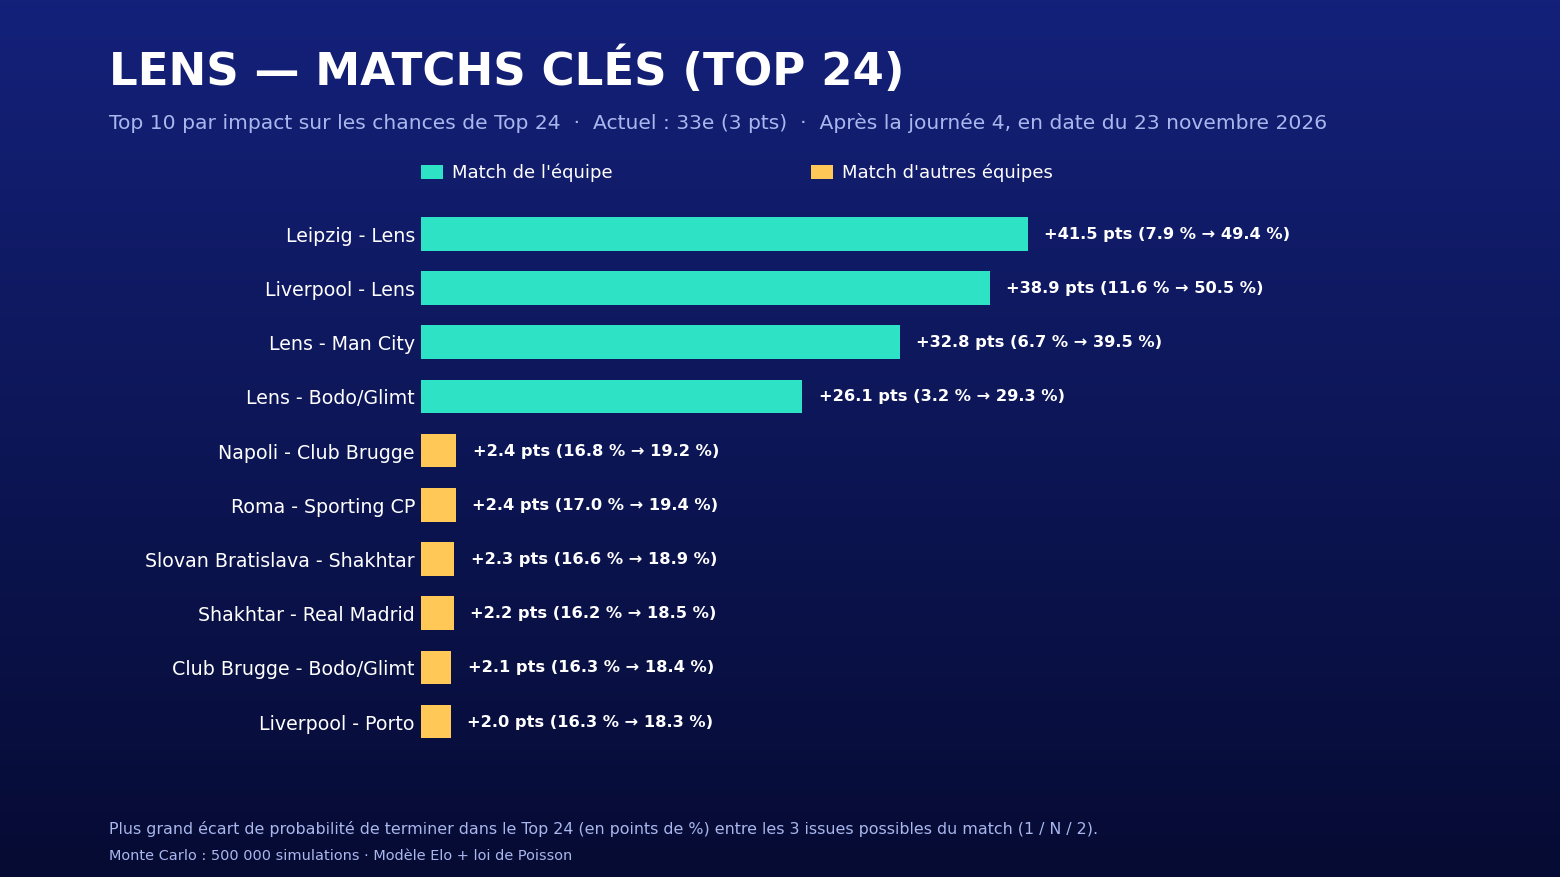 LENS — MATCHS CLÉS (TOP 24)
Top 10 par impact sur les chances de Top 24 · Actuel : 33e (3 pts) · Après la journée 4, en date du 23 novembre 2026
Match de l'équipe
Match d'autres équipes
Leipzig - Lens +41.5 pts (7.9 % → 49.4 %)
Liverpool - Lens +38.9 pts (11.6 % → 50.5 %)
Lens - Man City +32.8 pts (6.7 % → 39.5 %)
Lens - Bodo/Glimt +26.1 pts (3.2 % → 29.3 %)
Napoli - Club Brugge +2.4 pts (16.8 % → 19.2 %)
Roma - Sporting CP +2.4 pts (17.0 % → 19.4 %)
Slovan Bratislava - Shakhtar +2.3 pts (16.6 % → 18.9 %)
Shakhtar - Real Madrid +2.2 pts (16.2 % → 18.5 %)
Club Brugge - Bodo/Glimt +2.1 pts (16.3 % → 18.4 %)
Liverpool - Porto +2.0 pts (16.3 % → 18.3 %)
Plus grand écart de probabilité de terminer dans le Top 24 (en points de %) entre les 3 issues possibles du match (1 / N / 2).
Monte Carlo : 500 000 simulations · Modèle Elo + loi de Poisson